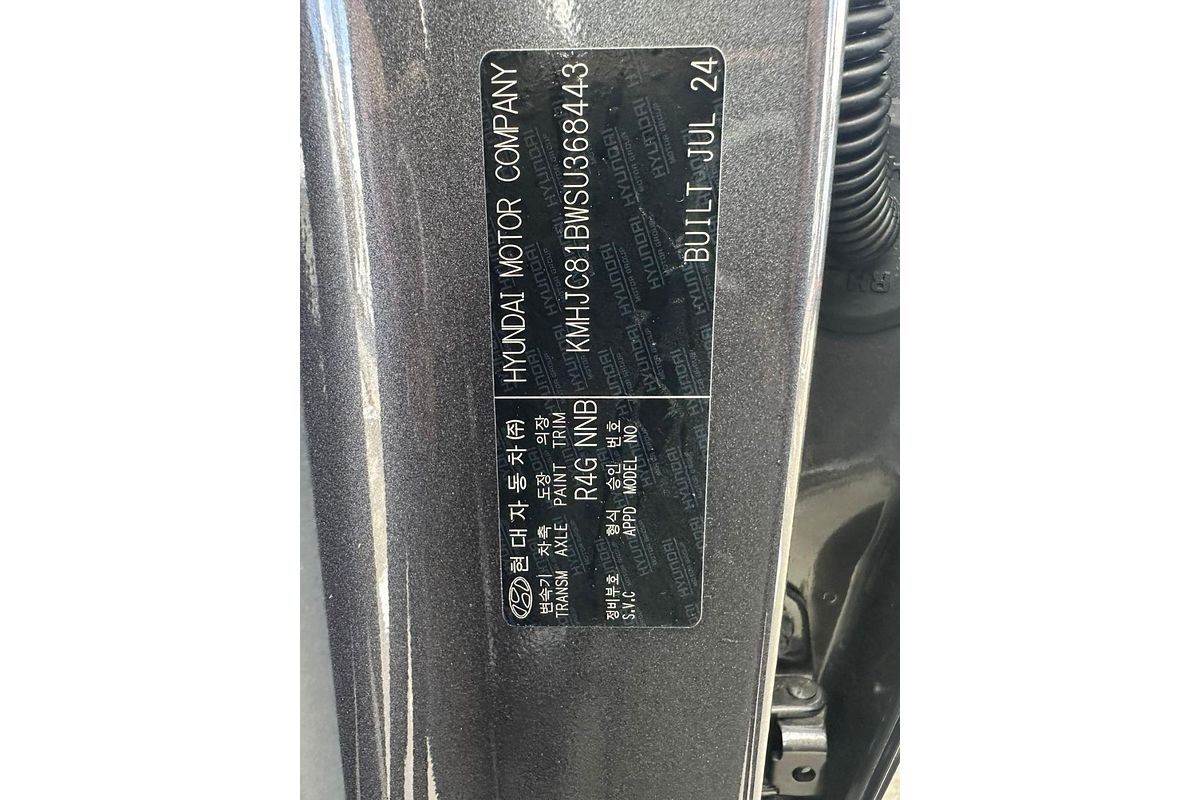 현대자동차(주)
HYUNDAI MOTOR COMPANY
변속기 차축 도장 의장
TRANSM AXLE PAINT TRIM
R4G NNB
KMHJC81BWSU368443
정비부호 형식 승인 번호
S.V.C APPD MODEL NO
BUILT JUL 24